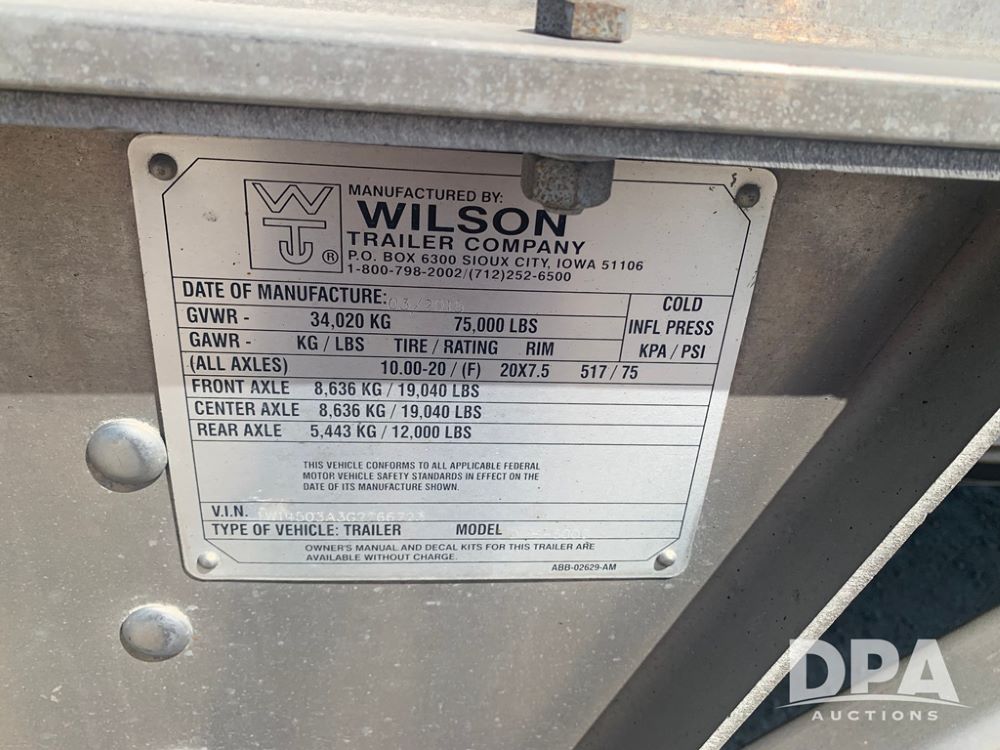 MANUFACTURED BY:
WILSON
TRAILER COMPANY
P.O. BOX 6300 SIOUX CITY, IOWA 51106
1-800-798-2002/(712)252-6500
®
DATE OF MANUFACTURE:
COLD
GVWR - 34,020 KG 75,000 LBS
INFL PRESS
GAWR - KG / LBS TIRE / RATING RIM
KPA / PSI
(ALL AXLES) 10.00-20 / (F) 20X7.5 517 / 75
FRONT AXLE 8,636 KG / 19,040 LBS
CENTER AXLE 8,636 KG / 19,040 LBS
REAR AXLE 5,443 KG / 12,000 LBS
THIS VEHICLE CONFORMS TO ALL APPLICABLE FEDERAL
MOTOR VEHICLE SAFETY STANDARDS IN EFFECT ON THE
DATE OF ITS MANUFACTURE SHOWN.
V.I.N.
TYPE OF VEHICLE: TRAILER MODEL
OWNER'S MANUAL AND DECAL KITS FOR THIS TRAILER ARE
AVAILABLE WITHOUT CHARGE.
ABB-02629-AM
DPA
AUCTIONS